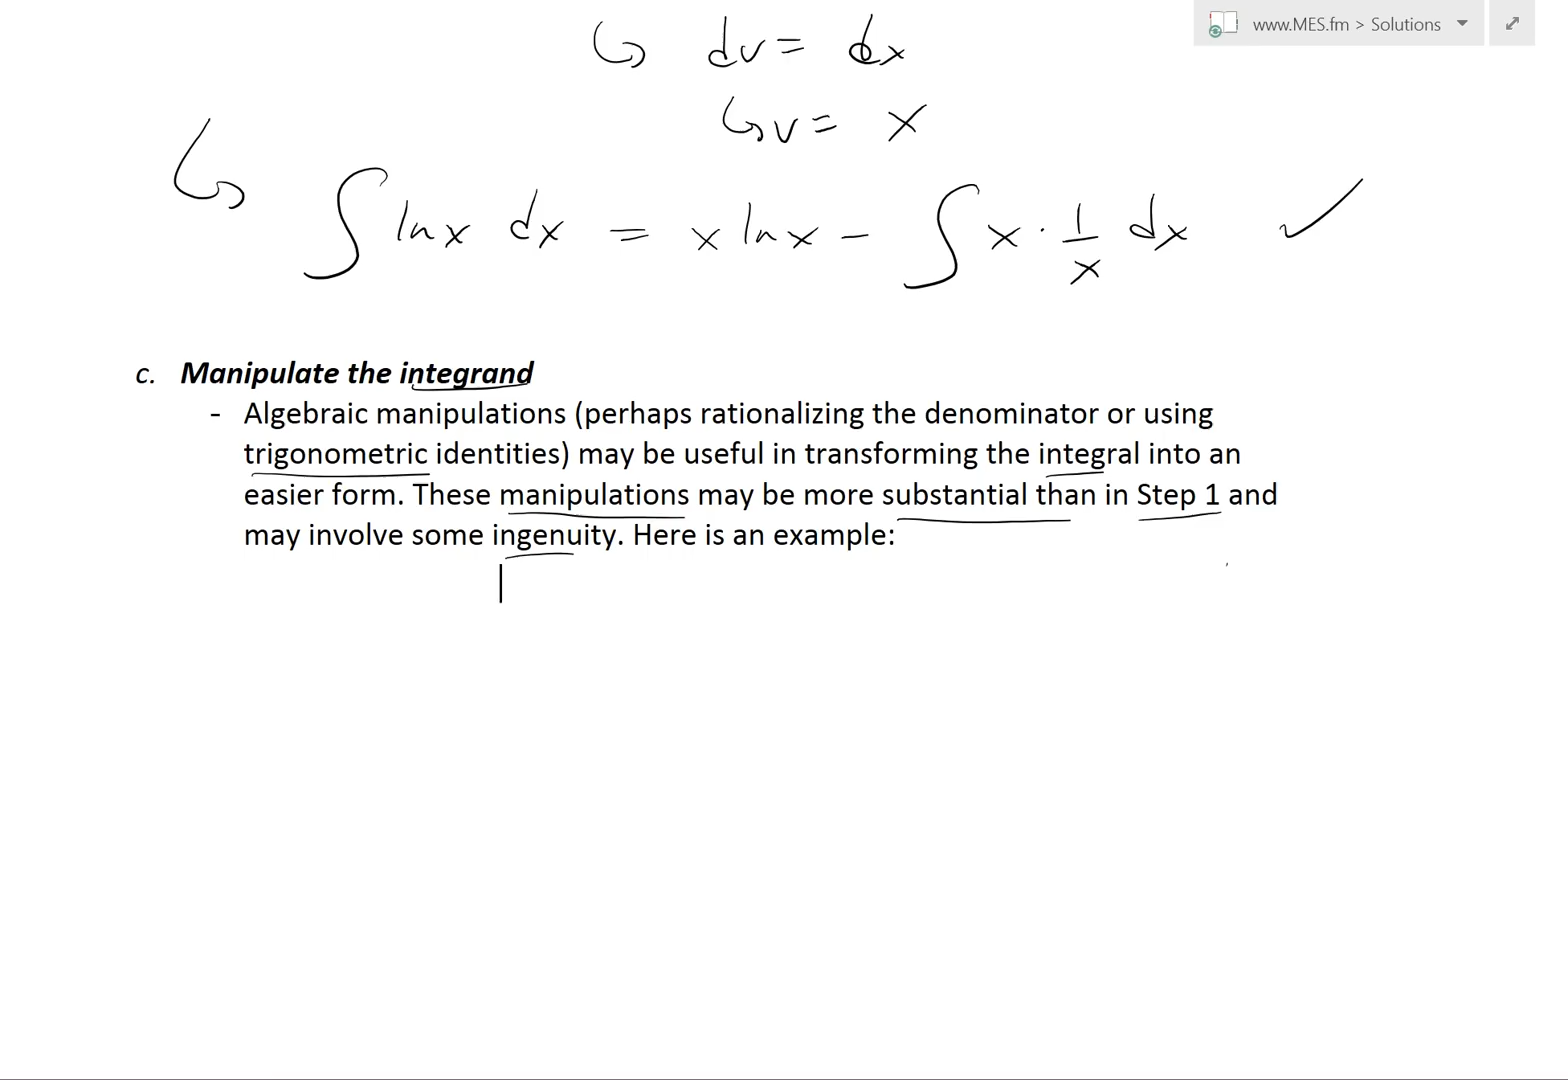 www.MES.fm > Solutions
↳ dv = dx
↳ v = x
↳ ∫ ln x dx = x ln x - ∫ x · 1/x dx ✓
c. Manipulate the integrand
- Algebraic manipulations (perhaps rationalizing the denominator or using
trigonometric identities) may be useful in transforming the integral into an
easier form. These manipulations may be more substantial than in Step 1 and
may involve some ingenuity. Here is an example: